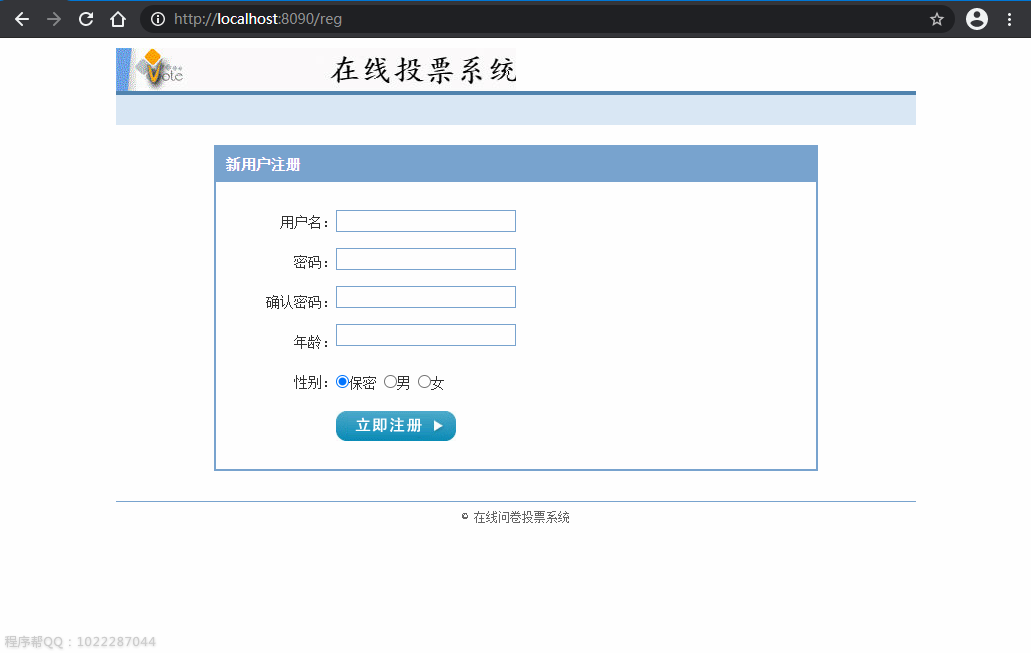 http://localhost:8090/reg
Vote
在线投票系统
新用户注册
用户名：
密码：
确认密码：
年龄：
性别： 保密 男 女
立即注册
© 在线问卷投票系统
程序帮QQ：1022287044